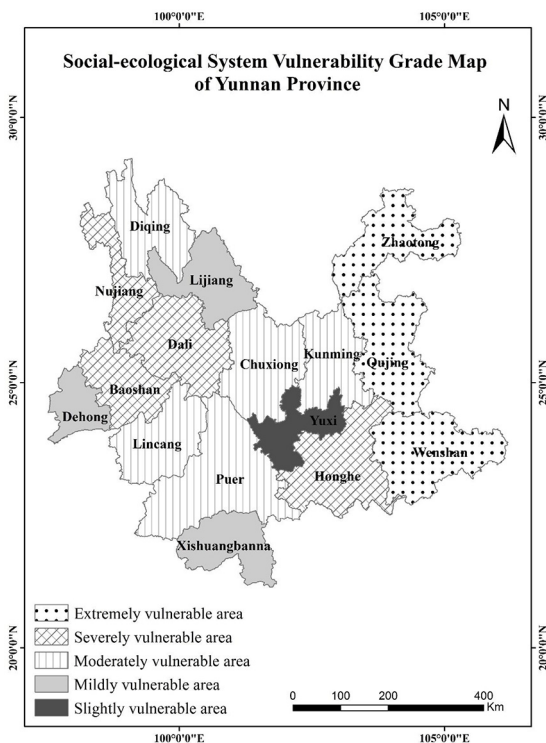 100°0'0"E 105°0'0"E
Social-ecological System Vulnerability Grade Map
of Yunnan Province
N
30°0'0"N 30°0'0"N
Diqing
Zhaotong
Lijiang
Nujiang
Dali
Kunming
Chuxiong
Qujing
25°0'0"N 25°0'0"N
Baoshan
Dehong
Yuxi
Lincang
Wenshan
Puer
Honghe
Xishuangbanna
Extremely vulnerable area
Severely vulnerable area
Moderately vulnerable area
Mildly vulnerable area
Slightly vulnerable area
20°0'0"N 20°0'0"N
0 100 200 400
Km
100°0'0"E 105°0'0"E